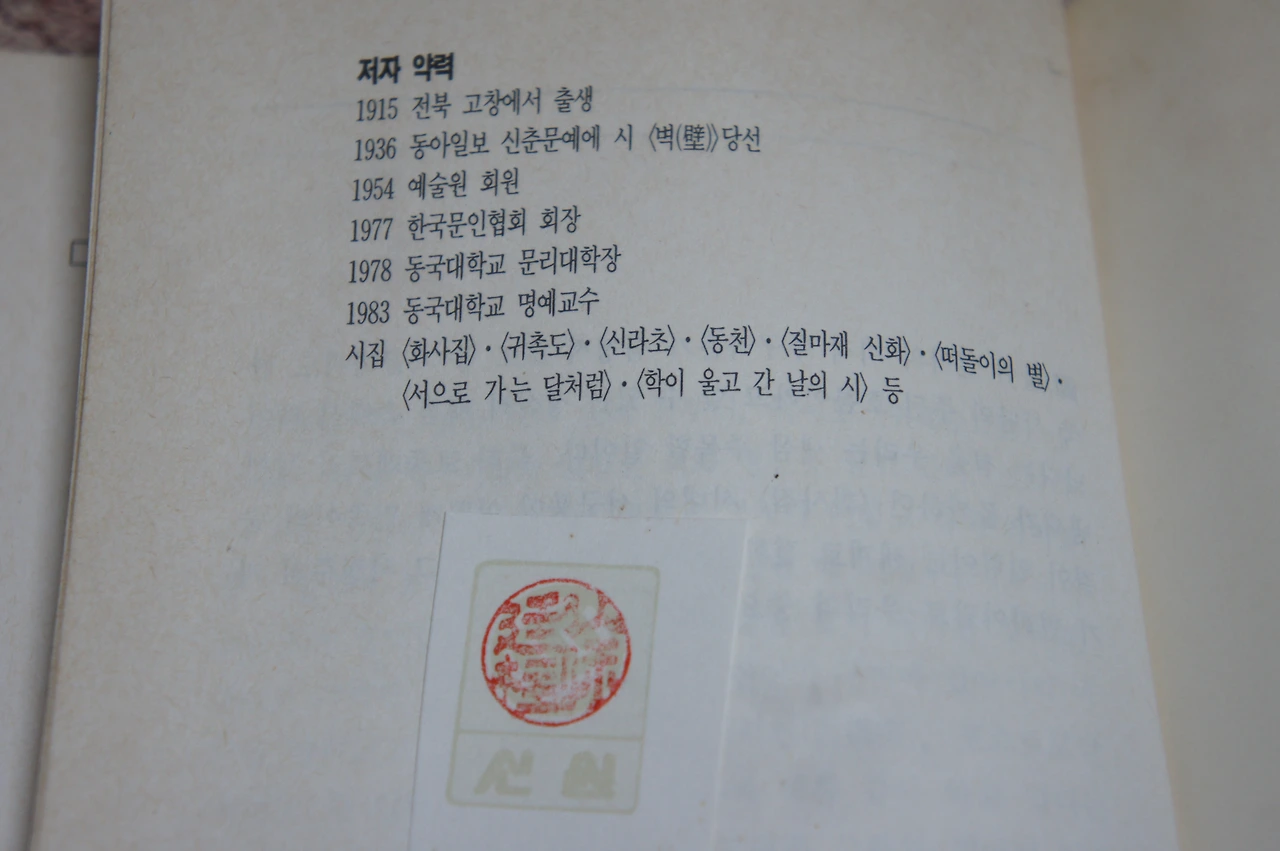 저자 약력
1915 전북 고창에서 출생
1936 동아일보 신춘문예에 시 〈벽(壁)〉당선
1954 예술원 회원
1977 한국문인협회 회장
1978 동국대학교 문리대학장
1983 동국대학교 명예교수
시집 〈화사집〉·〈귀촉도〉·〈신라초〉·〈동천〉·〈질마재 신화〉·〈떠돌이의 별〉·
〈서으로 가는 달처럼〉·〈학이 울고 간 날의 시〉 등
선 원